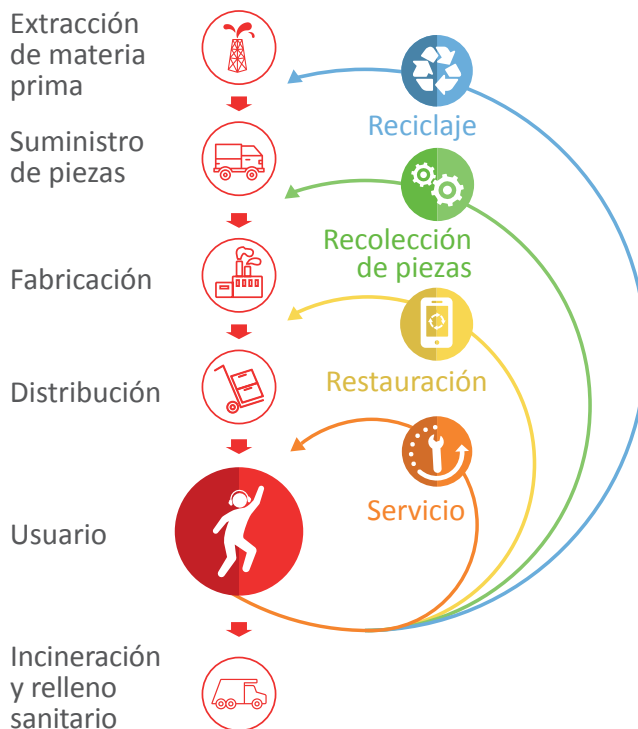 Extracción
de materia
prima
Reciclaje
Suministro
de piezas
Recolección
de piezas
Fabricación
Restauración
Distribución
Servicio
Usuario
Incineración
y relleno
sanitario